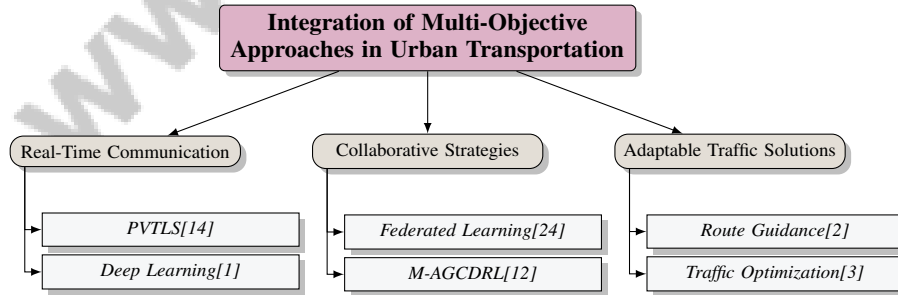 Integration of Multi-Objective
Approaches in Urban Transportation
Real-Time Communication
Collaborative Strategies
Adaptable Traffic Solutions
PVTLS[14]
Federated Learning[24]
Route Guidance[2]
Deep Learning[1]
M-AGCDRL[12]
Traffic Optimization[3]